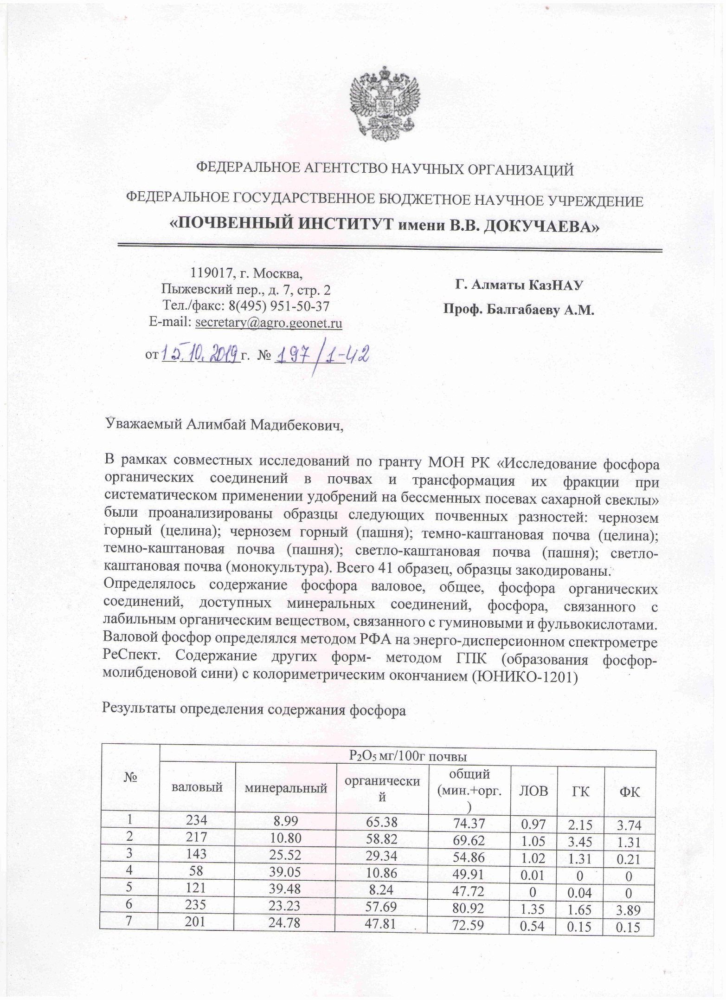 ФЕДЕРАЛЬНОЕ АГЕНТСТВО НАУЧНЫХ ОРГАНИЗАЦИЙ
ФЕДЕРАЛЬНОЕ ГОСУДАРСТВЕННОЕ БЮДЖЕТНОЕ НАУЧНОЕ УЧРЕЖДЕНИЕ
«ПОЧВЕННЫЙ ИНСТИТУТ имени В.В. ДОКУЧАЕВА»
119017, г. Москва,
Пыжевский пер., д. 7, стр. 2
Тел./факс: 8(495) 951-50-37
E-mail: secretary@agro.geonet.ru
от 15.10.2019г. № 197/1-42
Г. Алматы КазНАУ
Проф. Балгабаеву А.М.
Уважаемый Алимбай Мадибекович,
В рамках совместных исследований по гранту МОН РК «Исследование фосфора
органических соединений в почвах и трансформация их фракции при
систематическом применении удобрений на бессменных посевах сахарной свеклы»
были проанализированы образцы следующих почвенных разностей: чернозем
горный (целина); чернозем горный (пашня); темно-каштановая почва (целина);
темно-каштановая почва (пашня); светло-каштановая почва (пашня); светло-
каштановая почва (монокультура). Всего 41 образец, образцы закодированы.
Определялось содержание фосфора валовое, общее, фосфора органических
соединений, доступных минеральных соединений, фосфора, связанного с
лабильным органическим веществом, связанного с гуминовыми и фульвокислотами.
Валовой фосфор определялся методом РФА на энерго-дисперсионном спектрометре
РеСпект. Содержание других форм- методом ГПК (образования фосфор-
молибденовой сини) с колориметрическим окончанием (ЮНИКО-1201)
Результаты определения содержания фосфора
№ P2O5 мг/100г почвы
валовый минеральный органический общий (мин.+орг.) ЛОВ ГК ФК
1 234 8.99 65.38 74.37 0.97 2.15 3.74
2 217 10.80 58.82 69.62 1.05 3.45 1.31
3 143 25.52 29.34 54.86 1.02 1.31 0.21
4 58 39.05 10.86 49.91 0.01 0 0
5 121 39.48 8.24 47.72 0 0.04 0
6 235 23.23 57.69 80.92 1.35 1.65 3.89
7 201 24.78 47.81 72.59 0.54 0.15 0.15